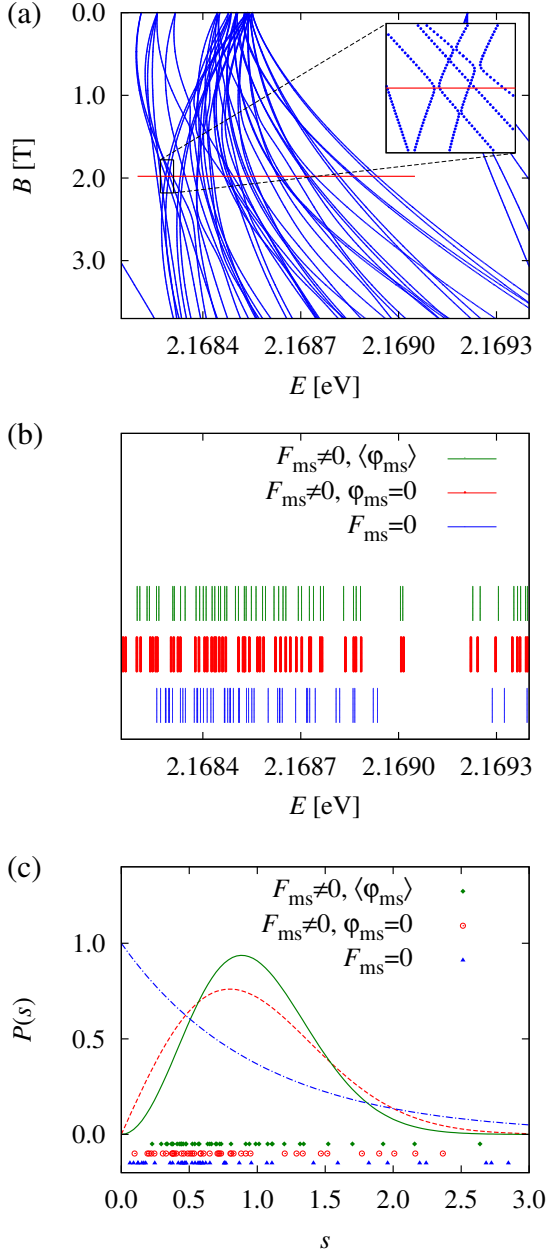 (a)
0.0
1.0
2.0
3.0
B [T]
2.1684 2.1687 2.1690 2.1693
E [eV]
(b)
F_ms≠0, ⟨φ_ms⟩
F_ms≠0, φ_ms=0
F_ms=0
2.1684 2.1687 2.1690 2.1693
E [eV]
(c)
F_ms≠0, ⟨φ_ms⟩
F_ms≠0, φ_ms=0
F_ms=0
1.0
0.5
0.0
P(s)
0.0 0.5 1.0 1.5 2.0 2.5 3.0
s